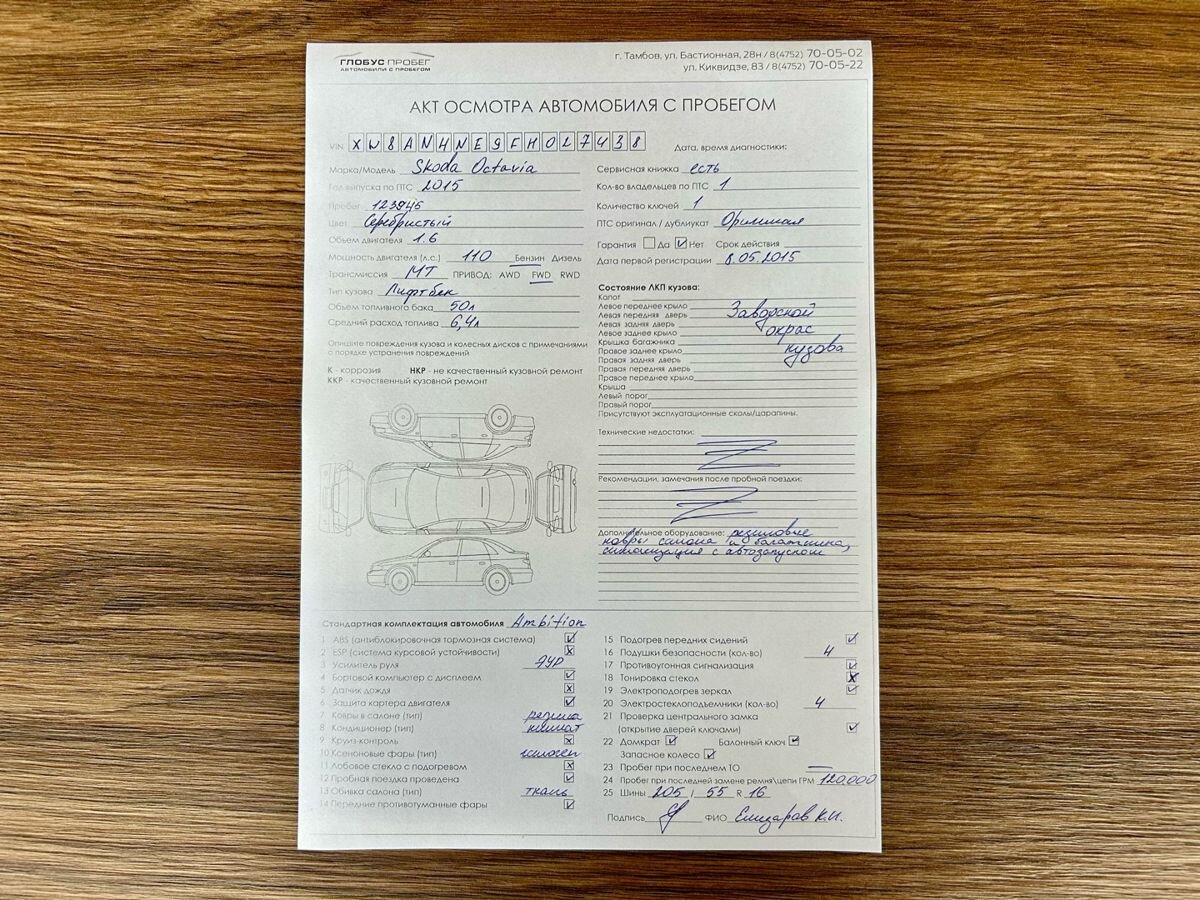 ГЛОБУС ПРОБЕГ
АВТОМОБИЛИ С ПРОБЕГОМ
г. Тамбов, ул. Бастионная, 28н / 8(4752) 70-05-02
ул. Киквидзе, 83 / 8(4752) 70-05-22
АКТ ОСМОТРА АВТОМОБИЛЯ С ПРОБЕГОМ
VIN XW8AN4NE9FH027438
Дата, время диагностики:
Марка/Модель Skoda Octavia
Год выпуска по ПТС 2015
Пробег 123945
Цвет Серебристый
Объем двигателя 1.6
Мощность двигателя (л.с.) 110 Бензин Дизель
Трансмиссия МТ ПРИВОД: AWD FWD RWD
Тип кузова Лифтбек
Объем топливного бака 50л
Средний расход топлива 6,4л
Опишите повреждения кузова и колесных дисков с примечаниями
о порядке устранения повреждений
К - коррозия НКР - не качественный кузовной ремонт
ККР - качественный кузовной ремонт
Сервисная книжка есть
Кол-во владельцев по ПТС 1
Количество ключей 1
ПТС оригинал / дубликат
Гарантия Да ✓ Нет Срок действия
Дата первой регистрации 8.05.2015
Состояние ЛКП кузова:
Капот
Левое переднее крыло
Левая передняя дверь Заводской
Левая задняя дверь
Левое заднее крыло окрас
Крышка багажника
Правое заднее крыло кузова
Правая задняя дверь
Правая передняя дверь
Правое переднее крыло
Крыша
Левый порог
Правый порог
Присутствуют эксплуатационные сколы/царапины.
Технические недостатки:
Рекомендации, замечания после пробной поездки:
Дополнительное оборудование: резиновые
ковры салона и багажника,
сигнализация с автозапуском
Стандартная комплектация автомобиля Ambition
1 ABS (антиблокировочная тормозная система) ✓
2 ESP (система курсовой устойчивости) x
3 Усилитель руля ЭУР
4 Бортовой компьютер с дисплеем ✓
5 Датчик дождя x
6 Защита картера двигателя ✓
7 Ковры в салоне (тип) резина
8 Кондиционер (тип) климат
9 Круиз-контроль x
10 Ксеноновые фары (тип) галоген
11 Лобовое стекло с подогревом x
12 Пробная поездка проведена ✓
13 Обивка салона (тип) ткань
14 Передние противотуманные фары ✓
15 Подогрев передних сидений ✓
16 Подушки безопасности (кол-во) 4
17 Противоугонная сигнализация ✓
18 Тонировка стекол x
19 Электроподогрев зеркал ✓
20 Электростеклоподъемники (кол-во) 4
21 Проверка центрального замка
(открытие дверей ключами) ✓
22 Домкрат ✓ Балонный ключ ✓
Запасное колесо ✓
23 Пробег при последнем ТО —
24 Пробег при последней замене ремня\цепи ГРМ 120.000
25 Шины 205 / 55 R 16
Подпись ФИО Елизаров К.И.